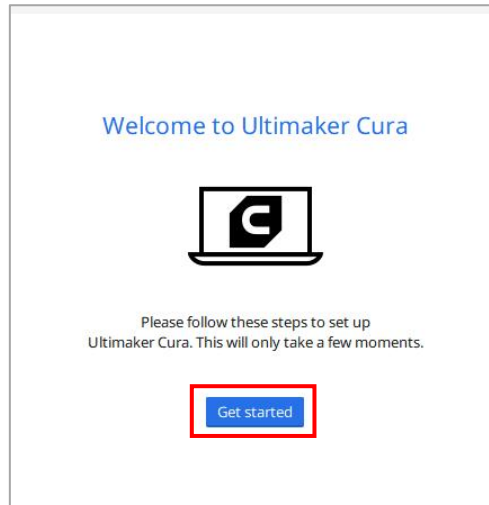 Welcome to Ultimaker Cura
Please follow these steps to set up
Ultimaker Cura. This will only take a few moments.
Get started